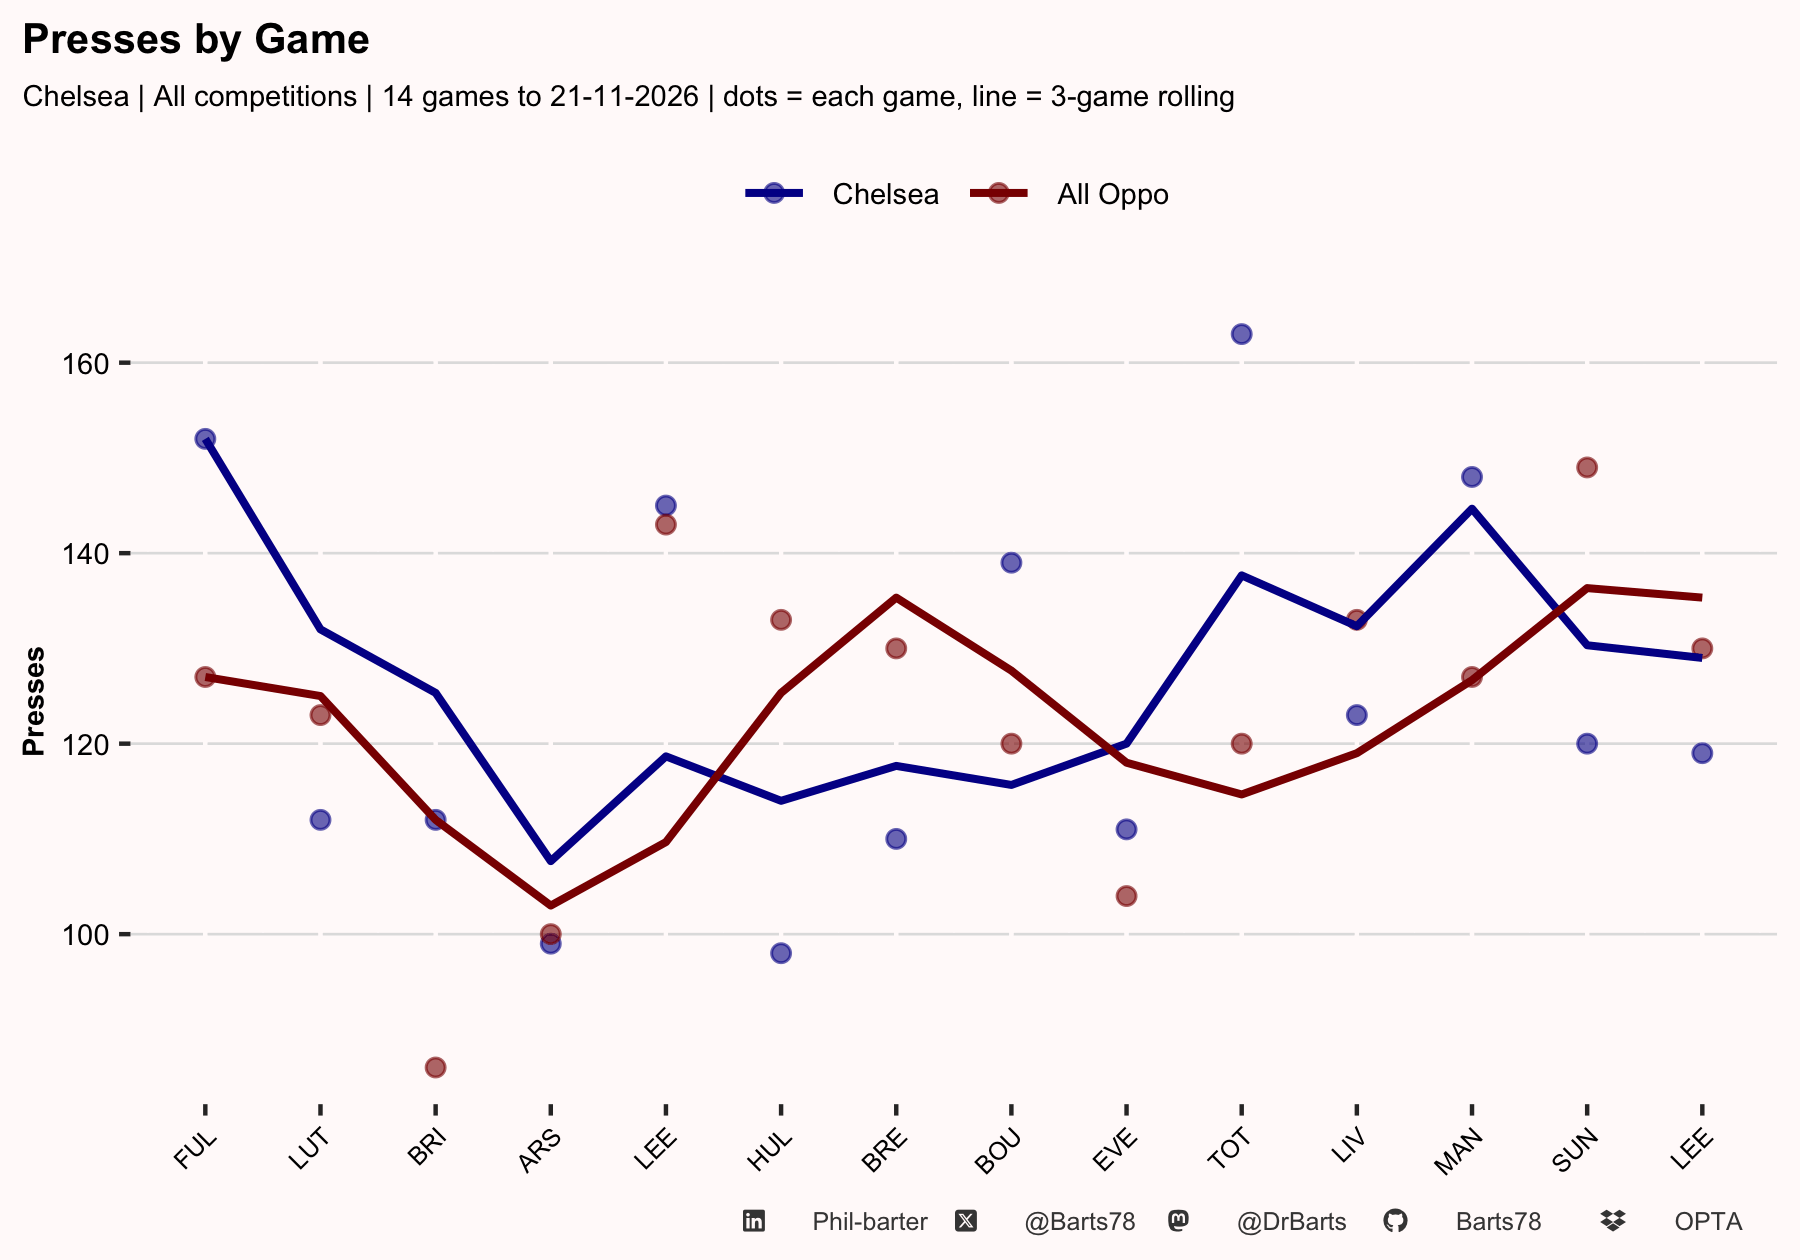 Presses by Game
Chelsea | All competitions | 14 games to 21-11-2026 | dots = each game, line = 3-game rolling
Chelsea All Oppo
Presses
160
140
120
100
FUL LUT BRI ARS LEE HUL BRE BOU EVE TOT LIV MAN SUN LEE
Phil-barter @Barts78 @DrBarts Barts78 OPTA